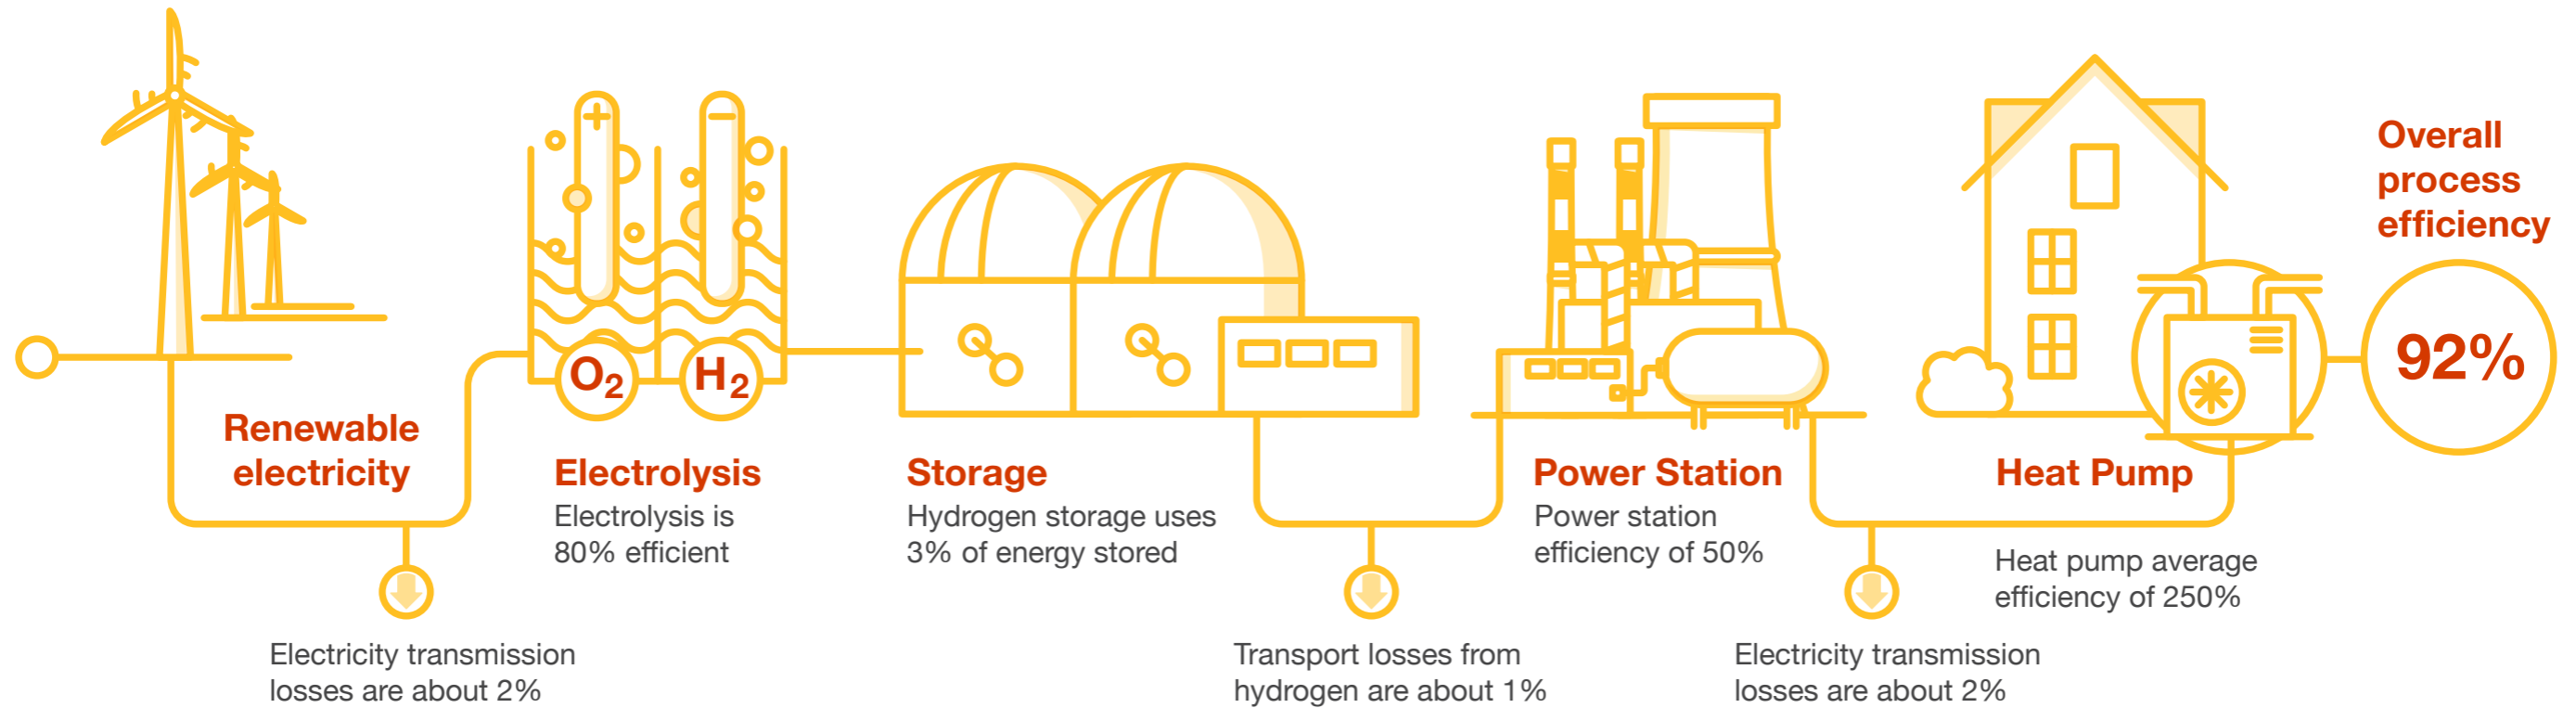 Renewable
electricity
Electricity transmission
losses are about 2%
+
−
O2
H2
Electrolysis
Electrolysis is
80% efficient
Storage
Hydrogen storage uses
3% of energy stored
Transport losses from
hydrogen are about 1%
Power Station
Power station
efficiency of 50%
Electricity transmission
losses are about 2%
Heat Pump
Heat pump average
efficiency of 250%
Overall
process
efficiency
92%